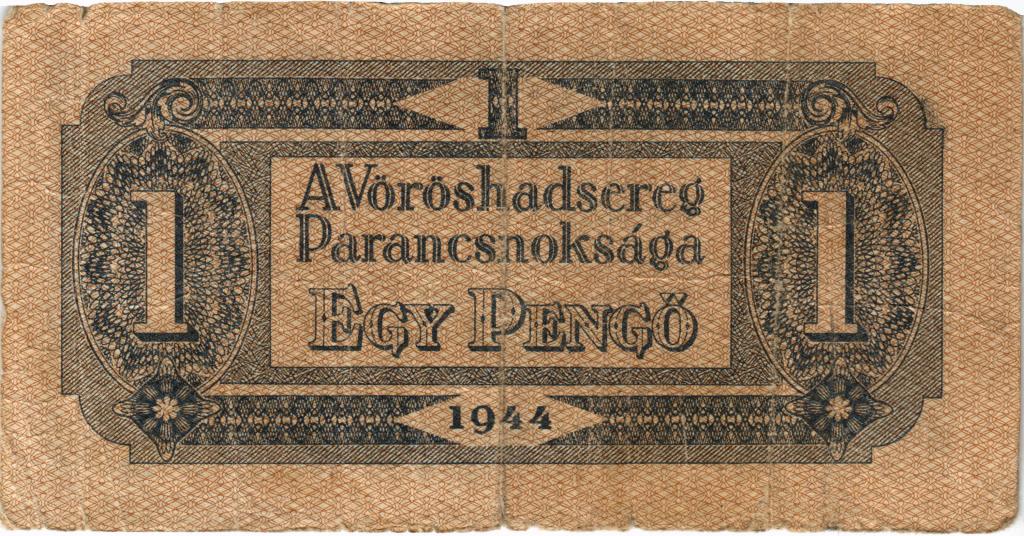 1
A Vöröshadsereg
Parancsnoksága
1 EGY PENGŐ 1
1944